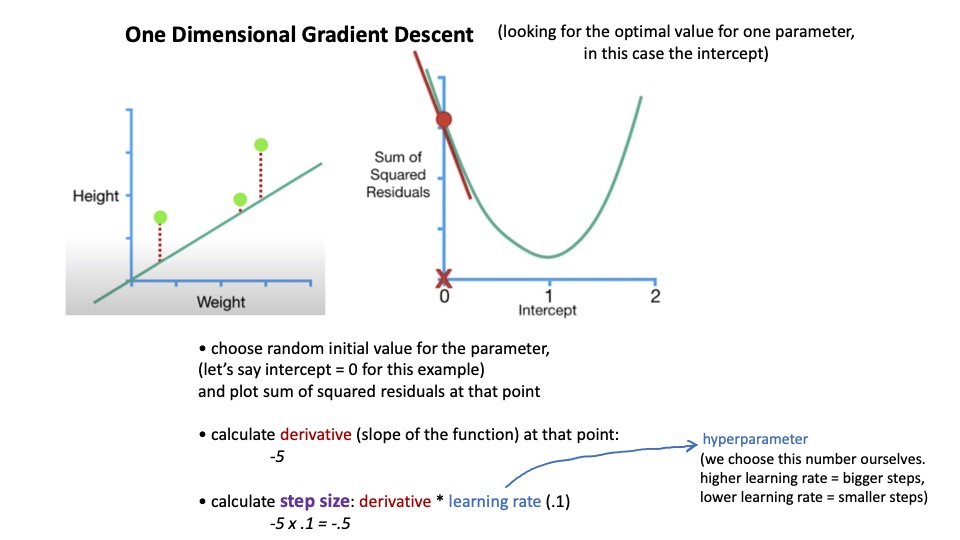 One Dimensional Gradient Descent
(looking for the optimal value for one parameter,
in this case the intercept)
Height
Weight
Sum of
Squared
Residuals
0
1
2
Intercept
• choose random initial value for the parameter,
(let’s say intercept = 0 for this example)
and plot sum of squared residuals at that point
• calculate derivative (slope of the function) at that point:
-5
• calculate step size: derivative * learning rate (.1)
-5 x .1 = -.5
hyperparameter
(we choose this number ourselves.
higher learning rate = bigger steps,
lower learning rate = smaller steps)